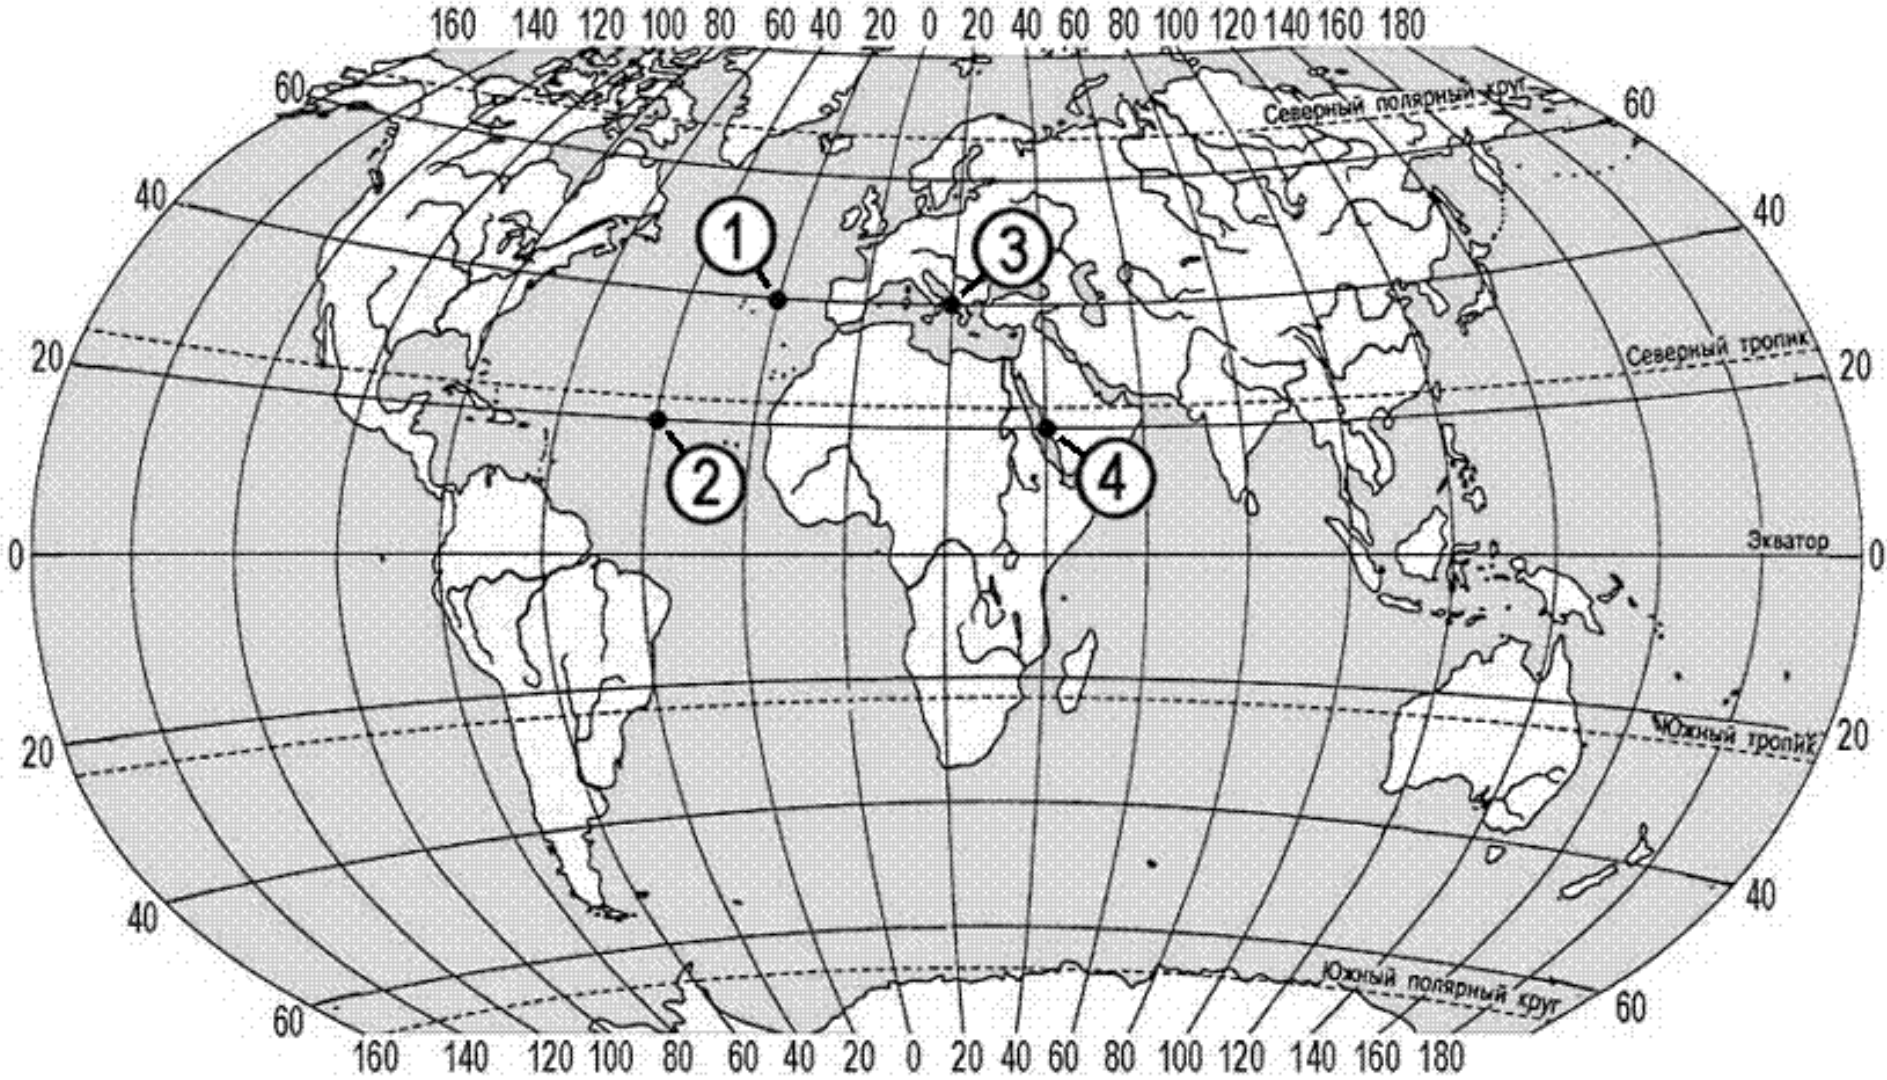 160 140 120 100 80 60 40 20 0 20 40 60 80 100 120 140 160 180
60 Северный полярный круг 60
40 1 3 40
20 Северный тропик 20
2 4
0 Экватор 0
20 Южный тропик 20
40 40
60 Южный полярный круг 60
160 140 120 100 80 60 40 20 0 20 40 60 80 100 120 140 160 180